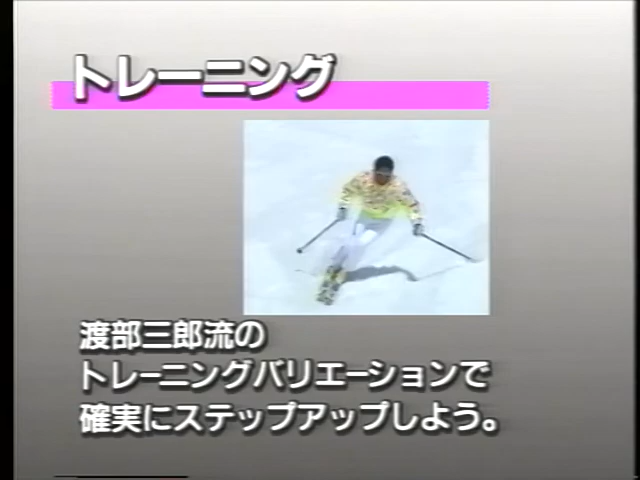 トレーニング
渡部三郎流の
トレーニングバリエーションで
確実にステップアップしよう。